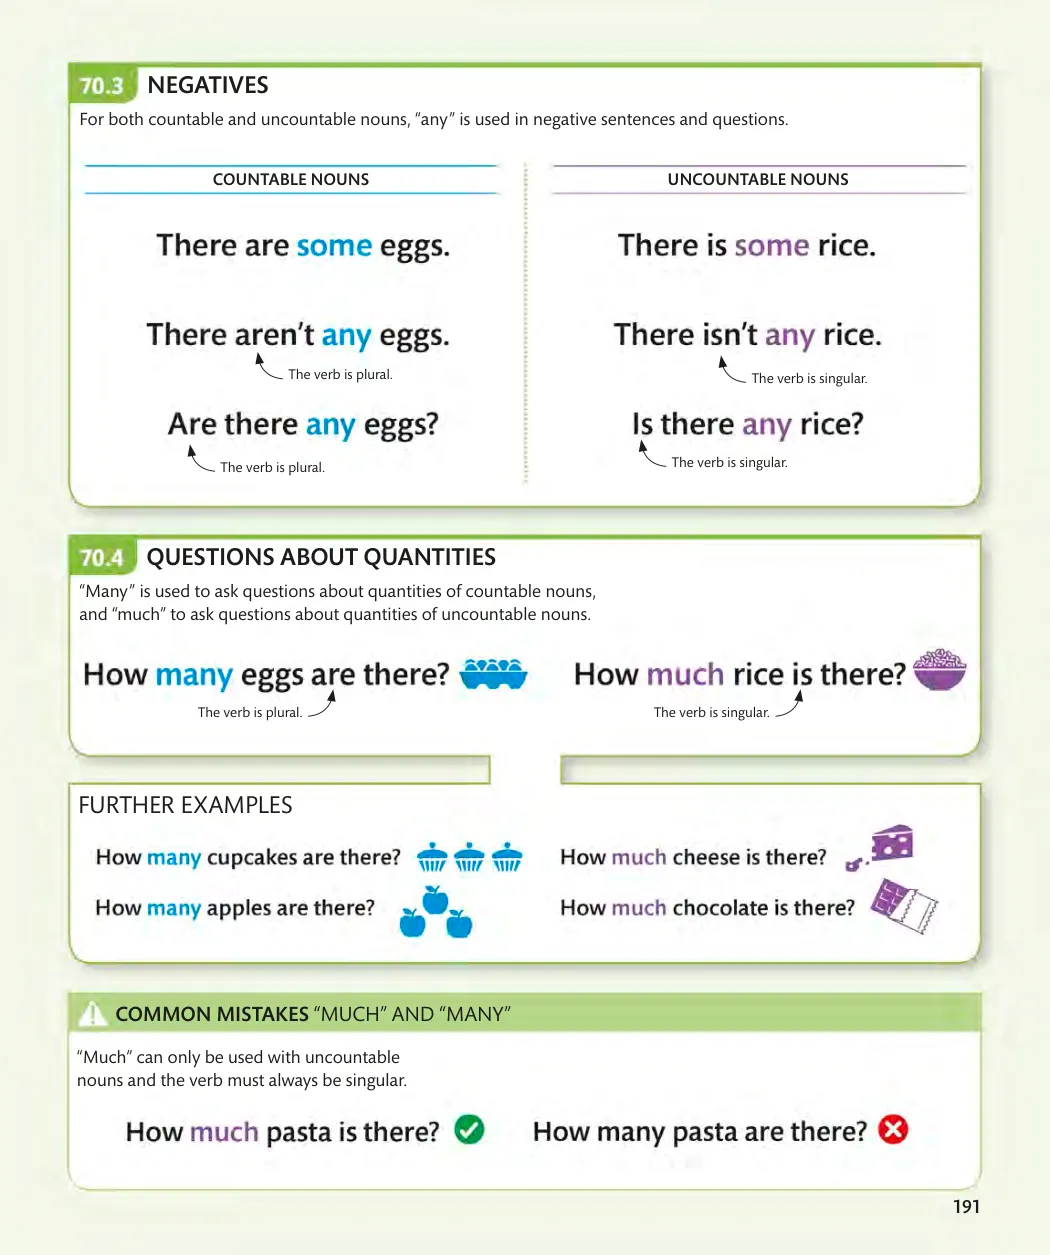 70.3 NEGATIVES
For both countable and uncountable nouns, “any” is used in negative sentences and questions.
COUNTABLE NOUNS
There are some eggs.
There aren’t any eggs.
The verb is plural.
Are there any eggs?
The verb is plural.
UNCOUNTABLE NOUNS
There is some rice.
There isn’t any rice.
The verb is singular.
Is there any rice?
The verb is singular.
70.4 QUESTIONS ABOUT QUANTITIES
“Many” is used to ask questions about quantities of countable nouns,
and “much” to ask questions about quantities of uncountable nouns.
How many eggs are there?
The verb is plural.
How much rice is there?
The verb is singular.
FURTHER EXAMPLES
How many cupcakes are there?
How many apples are there?
How much cheese is there?
How much chocolate is there?
COMMON MISTAKES “MUCH” AND “MANY”
“Much” can only be used with uncountable
nouns and the verb must always be singular.
How much pasta is there?
How many pasta are there?
191